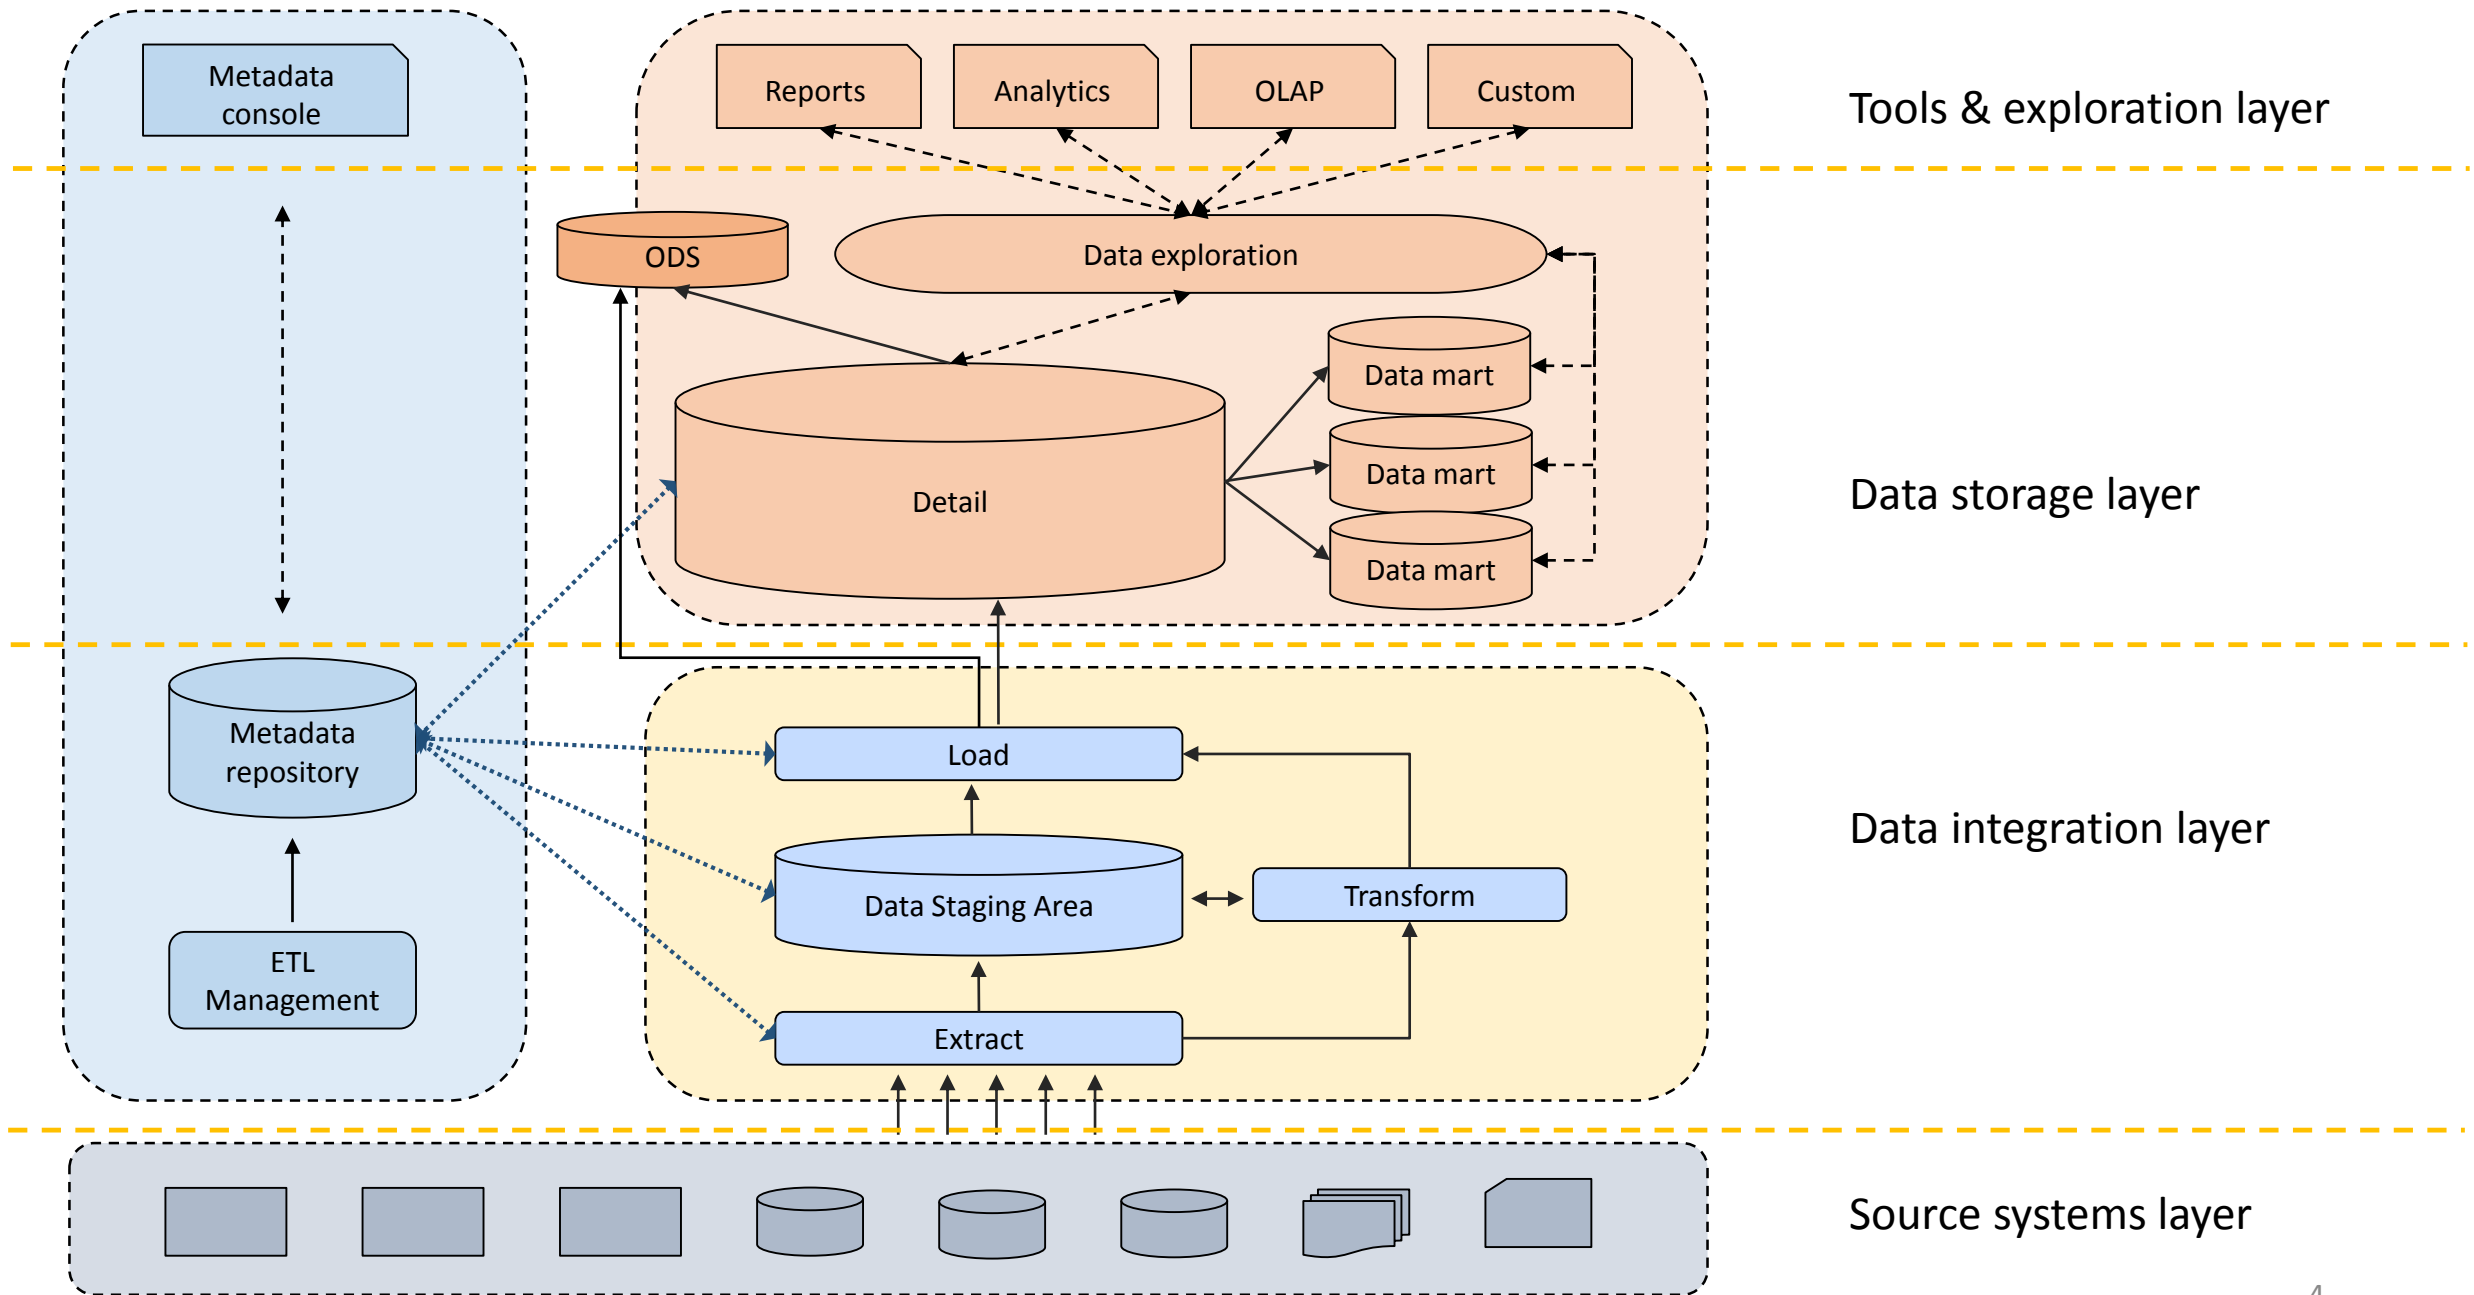 Metadata
console
Reports
Analytics
OLAP
Custom
Tools & exploration layer
ODS
Data exploration
Data mart
Data mart
Data mart
Detail
Data storage layer
Metadata
repository
Load
Data Staging Area
Transform
Data integration layer
ETL
Management
Extract
Source systems layer